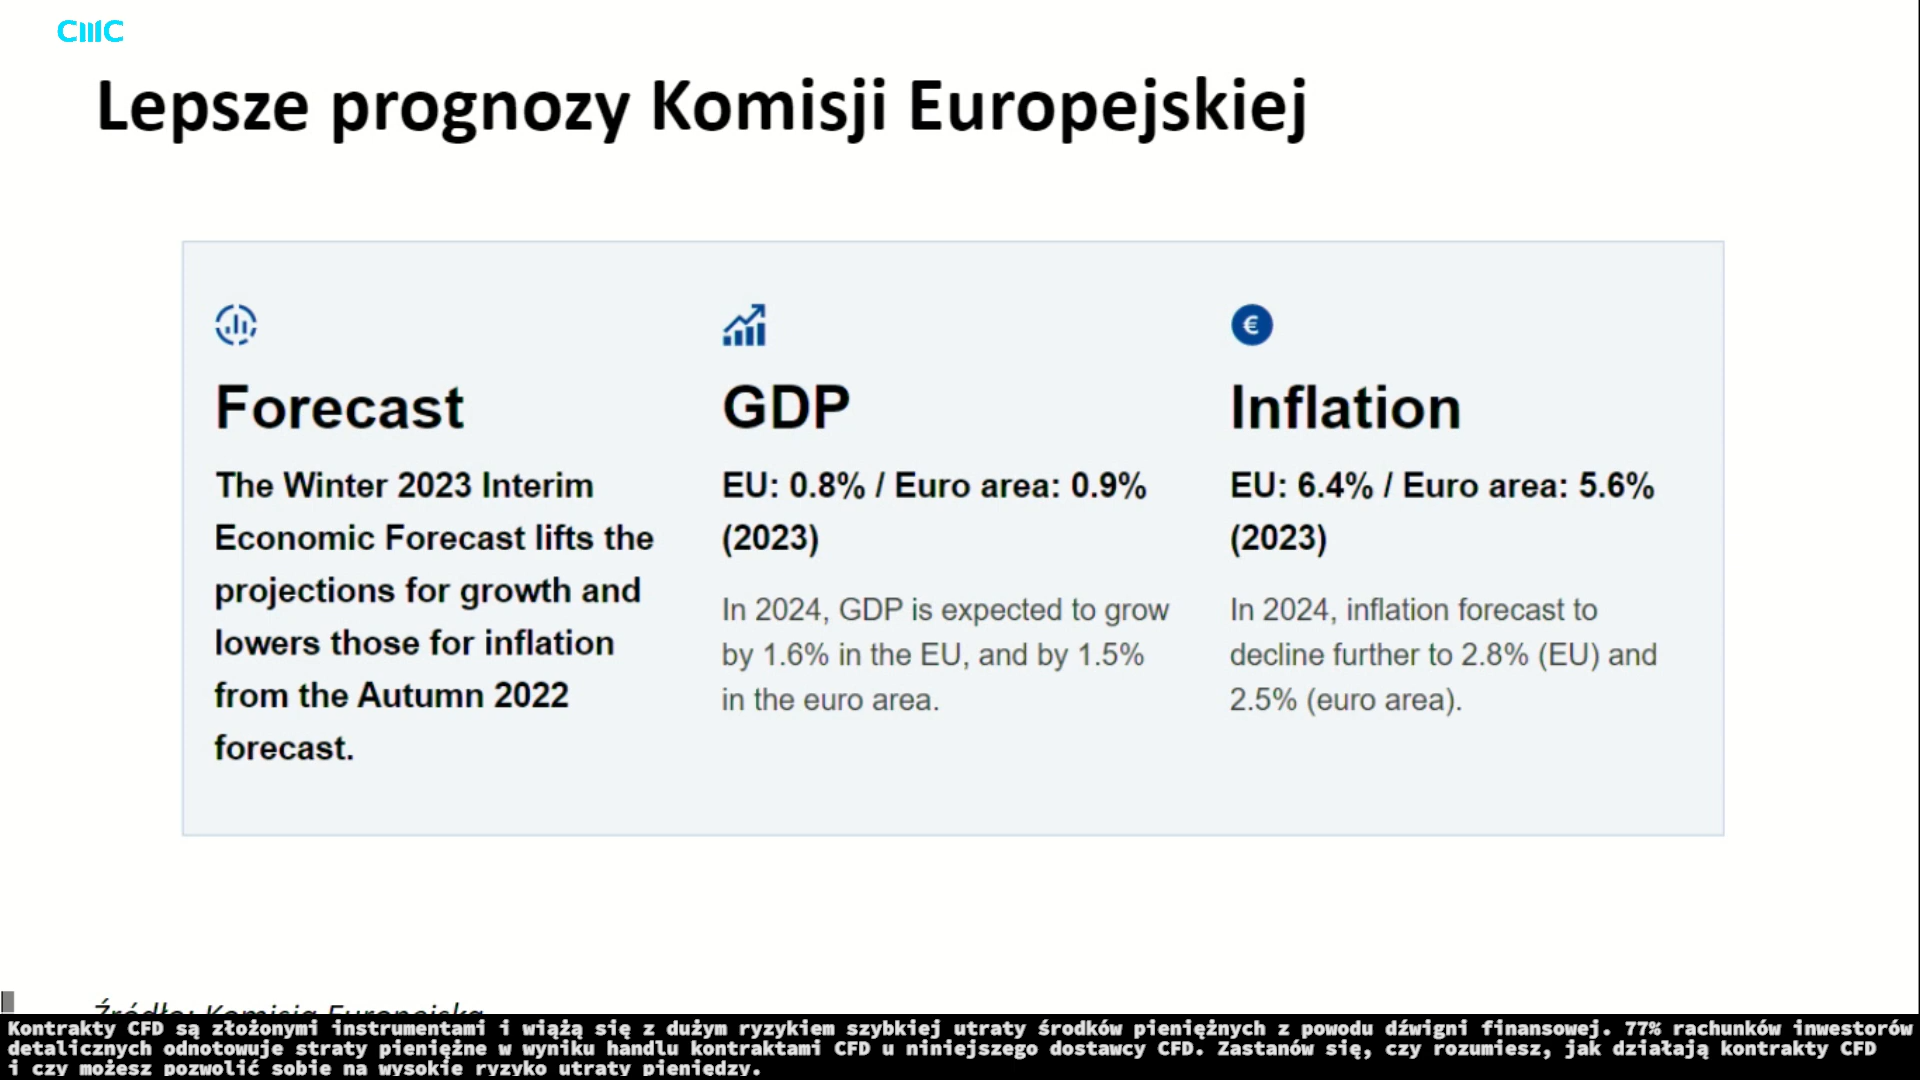 CMC
Lepsze prognozy Komisji Europejskiej
Forecast
The Winter 2023 Interim
Economic Forecast lifts the
projections for growth and
lowers those for inflation
from the Autumn 2022
forecast.
GDP
EU: 0.8% / Euro area: 0.9%
(2023)
In 2024, GDP is expected to grow
by 1.6% in the EU, and by 1.5%
in the euro area.
€
Inflation
EU: 6.4% / Euro area: 5.6%
(2023)
In 2024, inflation forecast to
decline further to 2.8% (EU) and
2.5% (euro area).
Źródło: Komisja Europejska
Kontrakty CFD są złożonymi instrumentami i wiążą się z dużym ryzykiem szybkiej utraty środków pieniężnych z powodu dźwigni finansowej. 77% rachunków inwestorów
detalicznych odnotowuje straty pieniężne w wyniku handlu kontraktami CFD u niniejszego dostawcy CFD. Zastanów się, czy rozumiesz, jak działają kontrakty CFD
i czy możesz pozwolić sobie na wysokie ryzyko utraty pieniędzy.